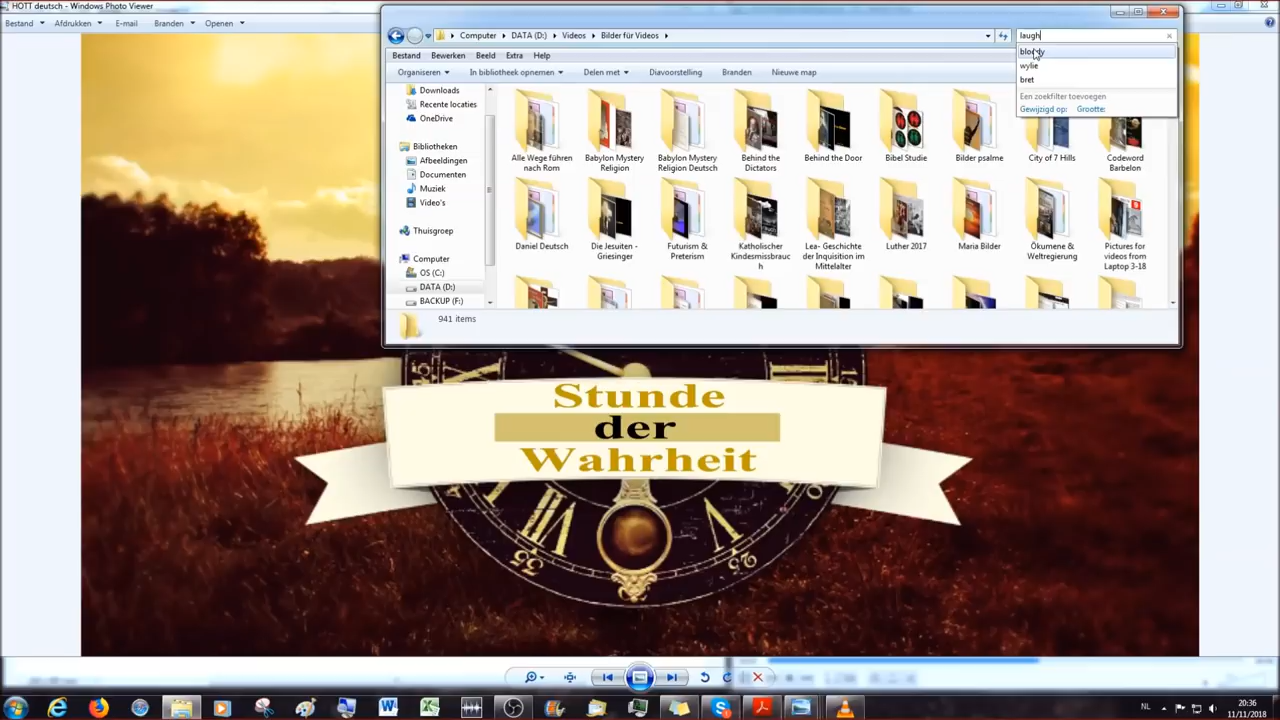 HOTT deutsch - Windows Photo Viewer
Bestand Afdrukken E-mail Branden Openen
Computer DATA (D:) Videos Bilder für Videos
laugh
Bestand Bewerken Beeld Extra Help
bloody
wylie
bret
Een zoekfilter toevoegen
Gewijzigd op: Grootte:
Organiseren In bibliotheek opnemen Delen met Diavoorstelling Branden Nieuwe map
Downloads
Recente locaties
OneDrive
Bibliotheken
Afbeeldingen
Documenten
Muziek
Video's
Thuisgroep
Computer
OS (C:)
DATA (D:)
BACKUP (F:)
Alle Wege führen
nach Rom
Babylon Mystery
Religion
Babylon Mystery
Religion Deutsch
Behind the
Dictators
Behind the Door
Bibel Studie
Bilder psalme
City of 7 Hills
Codeword
Barbelon
Daniel Deutsch
Die Jesuiten -
Griesinger
Futurism &
Preterism
Katholischer
Kindesmissbrauc
h
Lea- Geschichte
der Inquisition im
Mittelalter
Luther 2017
Maria Bilder
Ökumene &
Weltregierung
Pictures for
videos from
Laptop 3-18
941 items
Stunde
der
Wahrheit
NL
20:36
11/11/2018